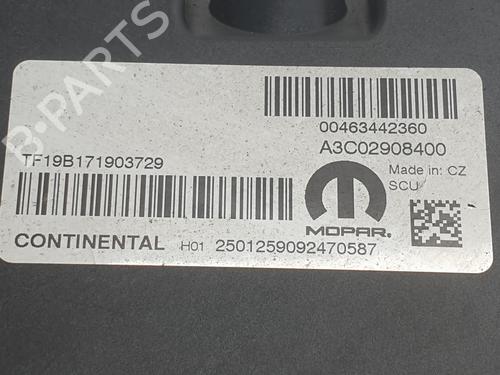 00463442360
A3C02908400
TF19B171903729
Made in: CZ
SCU
MOPAR.
CONTINENTAL H01 2501259092470587
B-PARTS